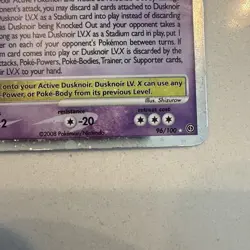 ponent's attack, you may discard all cards attached to Dusknoir
LV.X as a Stadium card into play instead of discarding
as Dusknoir being Knocked Out and your opponent takes a
long as you have Dusknoir LV.X as a Stadium card in play, put 1
on any of your opponent's Pokémon between turns. If
card comes into play or Dusknoir LV.X is discarded by the
ttacks, Poké-Powers, Poké-Bodies, Trainer, or Supporter cards,
LV.X to your hand.
onto your Active Dusknoir. Dusknoir LV. X can use any
-Power, or Poké-Body from its previous Level.
Illus. Shizurow
resistance
retreat cost
-20
©2008 Pokémon/Nintendo
96/100